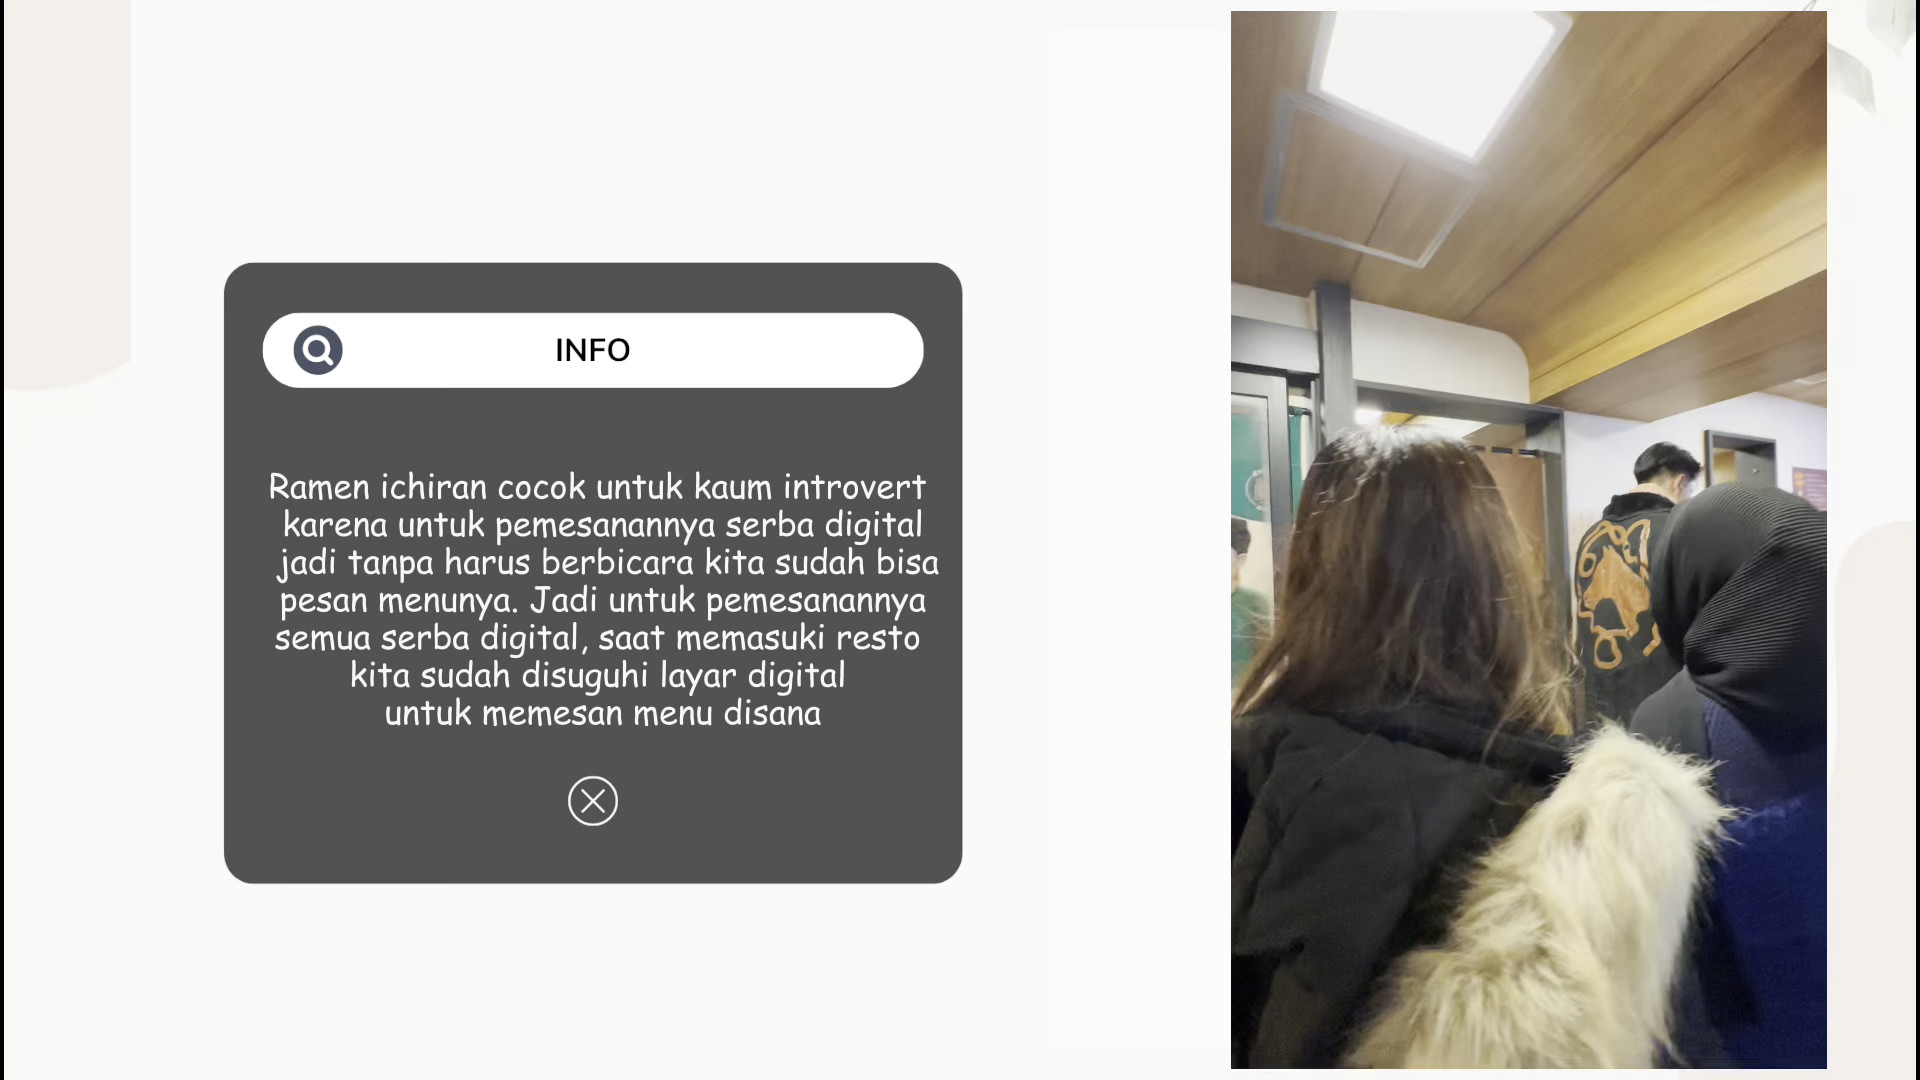 INFO
Ramen ichiran cocok untuk kaum introvert
karena untuk pemesanannya serba digital
jadi tanpa harus berbicara kita sudah bisa
pesan menunya. Jadi untuk pemesanannya
semua serba digital, saat memasuki resto
kita sudah disuguhi layar digital
untuk memesan menu disana